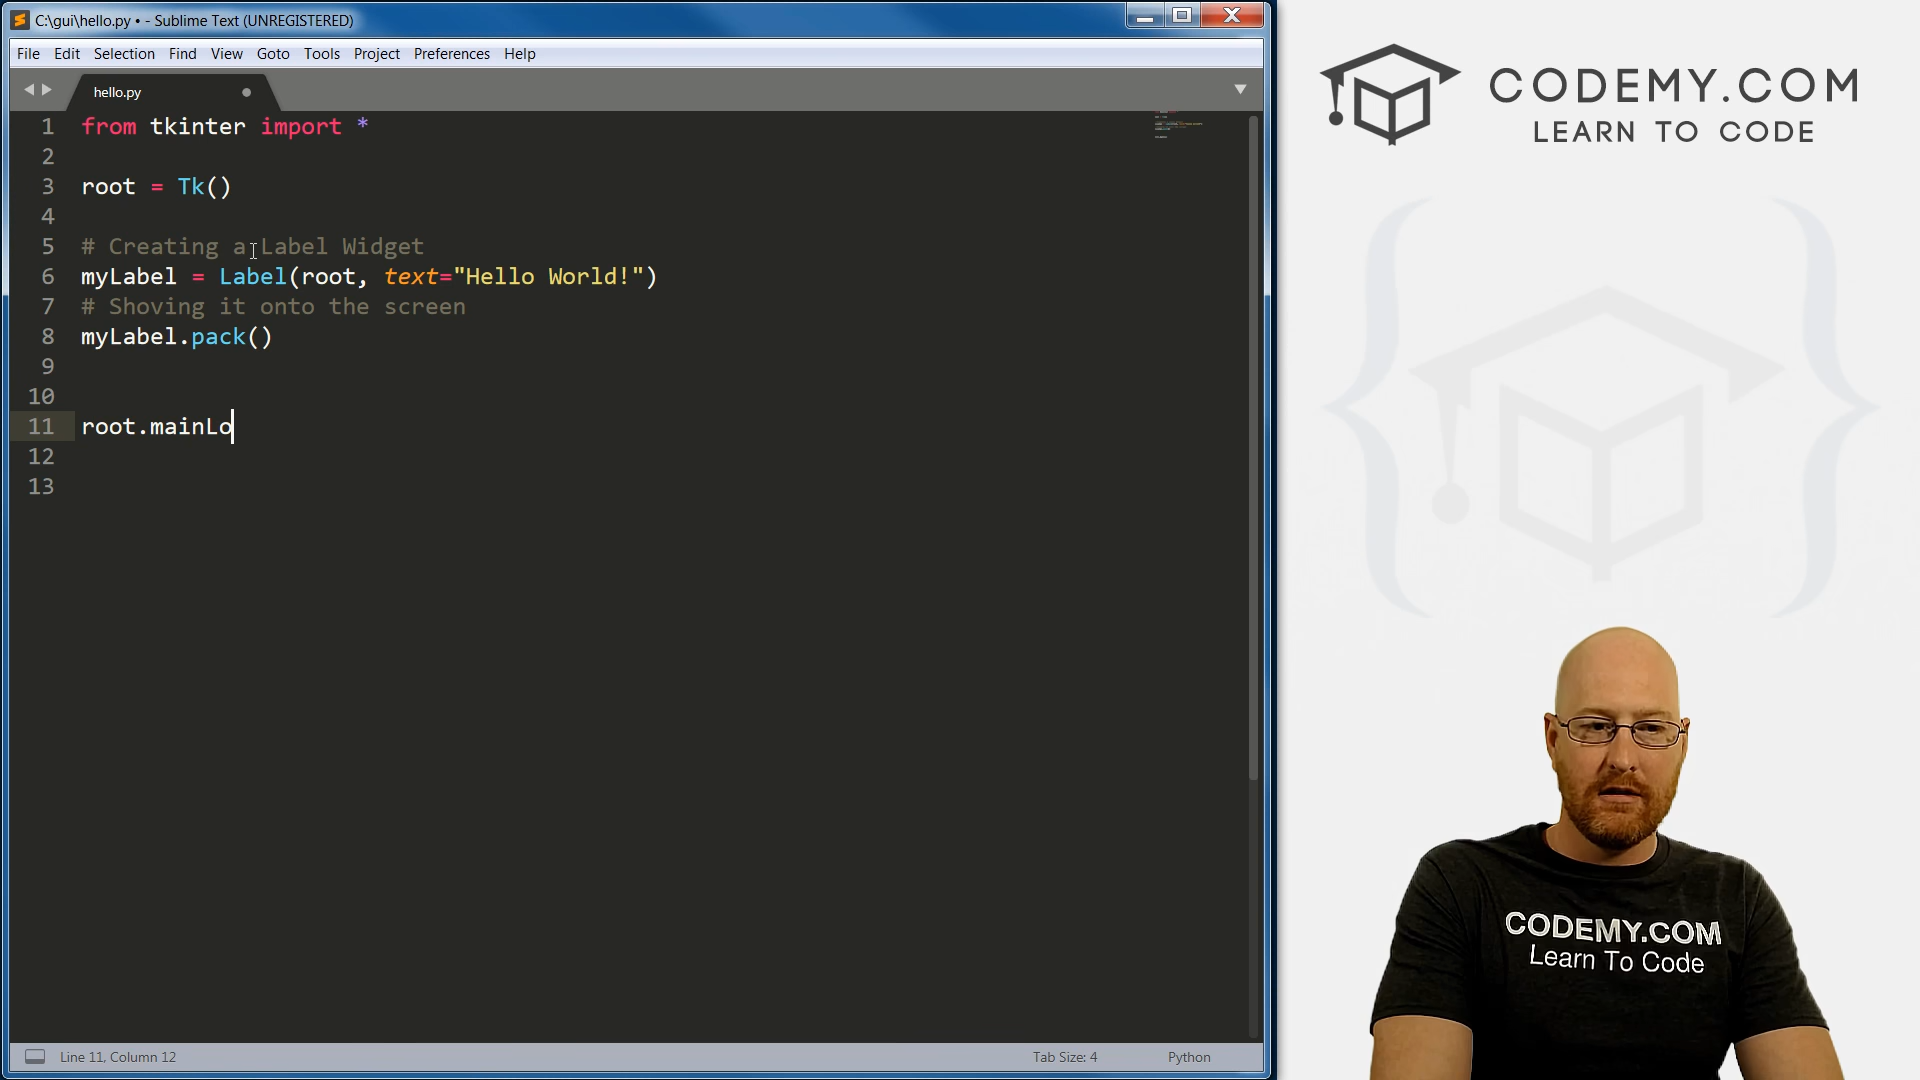 C:\gui\hello.py • - Sublime Text (UNREGISTERED)
File Edit Selection Find View Goto Tools Project Preferences Help
hello.py
1 from tkinter import *
2
3 root = Tk()
4
5 # Creating a Label Widget
6 myLabel = Label(root, text="Hello World!")
7 # Shoving it onto the screen
8 myLabel.pack()
9
10
11 root.mainLo
12
13
Line 11, Column 12
Tab Size: 4
Python
CODEMY.COM
LEARN TO CODE
CODEMY.COM
Learn To Code